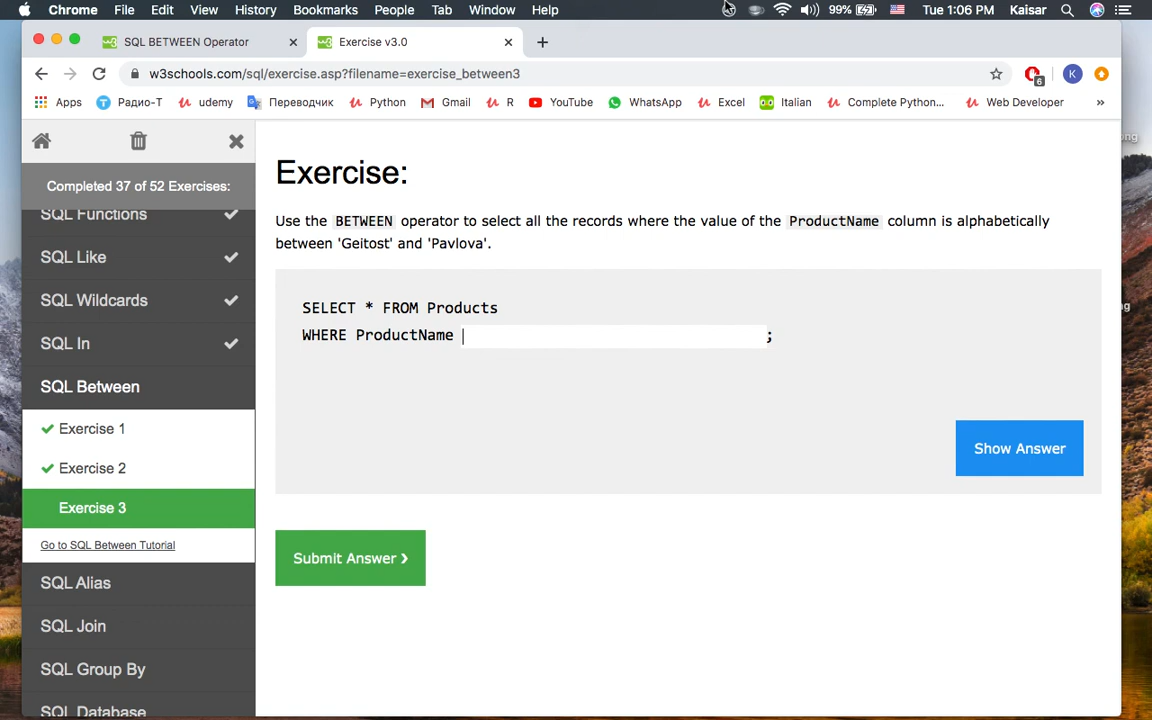 Chrome File Edit View History Bookmarks People Tab Window Help 99% Tue 1:06 PM Kaisar
SQL BETWEEN Operator
Exercise v3.0
w3schools.com/sql/exercise.asp?filename=exercise_between3
6
K
Apps Радио-Т udemy Переводчик Python Gmail R YouTube WhatsApp Excel Italian Complete Python... Web Developer »
Completed 37 of 52 Exercises:
SQL Functions
SQL Like
SQL Wildcards
SQL In
SQL Between
Exercise 1
Exercise 2
Exercise 3
Go to SQL Between Tutorial
SQL Alias
SQL Join
SQL Group By
SQL Database
Exercise:
Use the BETWEEN operator to select all the records where the value of the ProductName column is alphabetically
between 'Geitost' and 'Pavlova'.
SELECT * FROM Products
WHERE ProductName ;
Show Answer
Submit Answer ❯
ong
ng